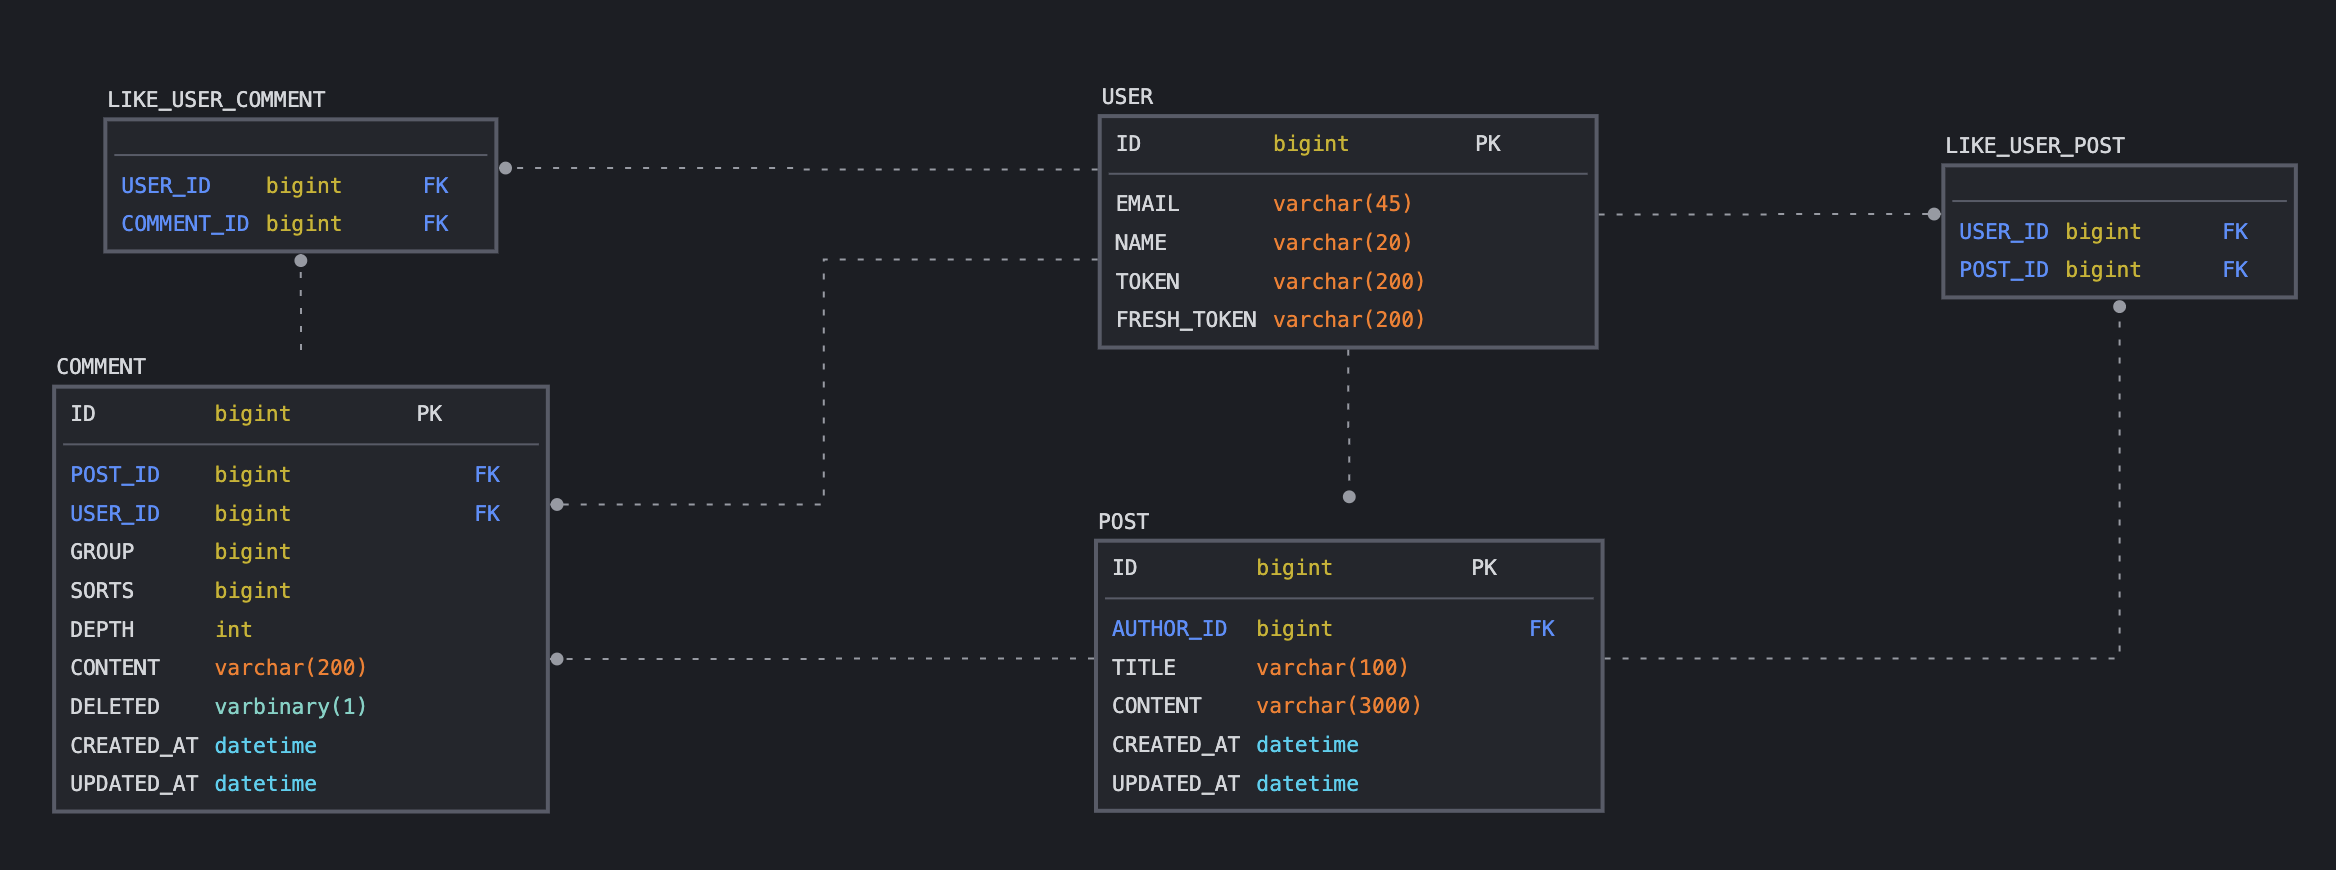 LIKE_USER_COMMENT
USER_ID bigint FK
COMMENT_ID bigint FK
USER
ID bigint PK
EMAIL varchar(45)
NAME varchar(20)
TOKEN varchar(200)
FRESH_TOKEN varchar(200)
LIKE_USER_POST
USER_ID bigint FK
POST_ID bigint FK
COMMENT
ID bigint PK
POST_ID bigint FK
USER_ID bigint FK
GROUP bigint
SORTS bigint
DEPTH int
CONTENT varchar(200)
DELETED varbinary(1)
CREATED_AT datetime
UPDATED_AT datetime
POST
ID bigint PK
AUTHOR_ID bigint FK
TITLE varchar(100)
CONTENT varchar(3000)
CREATED_AT datetime
UPDATED_AT datetime